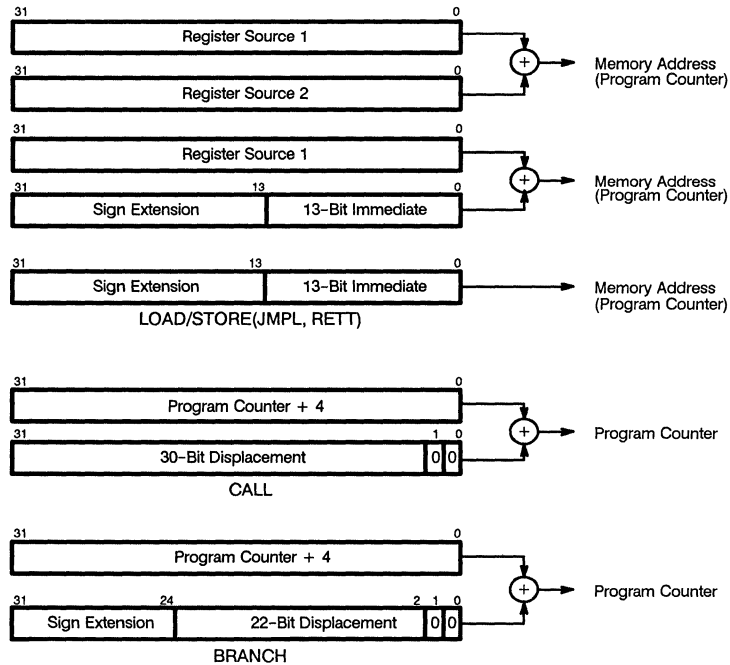 31 0
Register Source 1
31 0
Register Source 2
Memory Address
(Program Counter)
31 0
Register Source 1
31 13 0
Sign Extension 13-Bit Immediate
Memory Address
(Program Counter)
31 13 0
Sign Extension 13-Bit Immediate
Memory Address
(Program Counter)
LOAD/STORE(JMPL, RETT)
31 0
Program Counter + 4
31 1 0
30-Bit Displacement 0 0
Program Counter
CALL
31 0
Program Counter + 4
31 24 2 1 0
Sign Extension 22-Bit Displacement 0 0
Program Counter
BRANCH